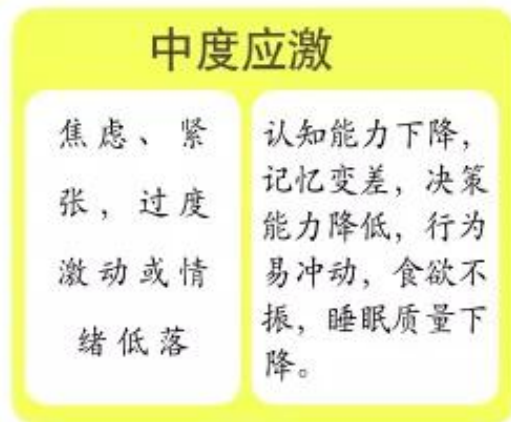 中度应激
焦虑、紧
张，过度
激动或情
绪低落
认知能力下降，
记忆变差，决策
能力降低，行为
易冲动，食欲不
振，睡眠质量下
降。